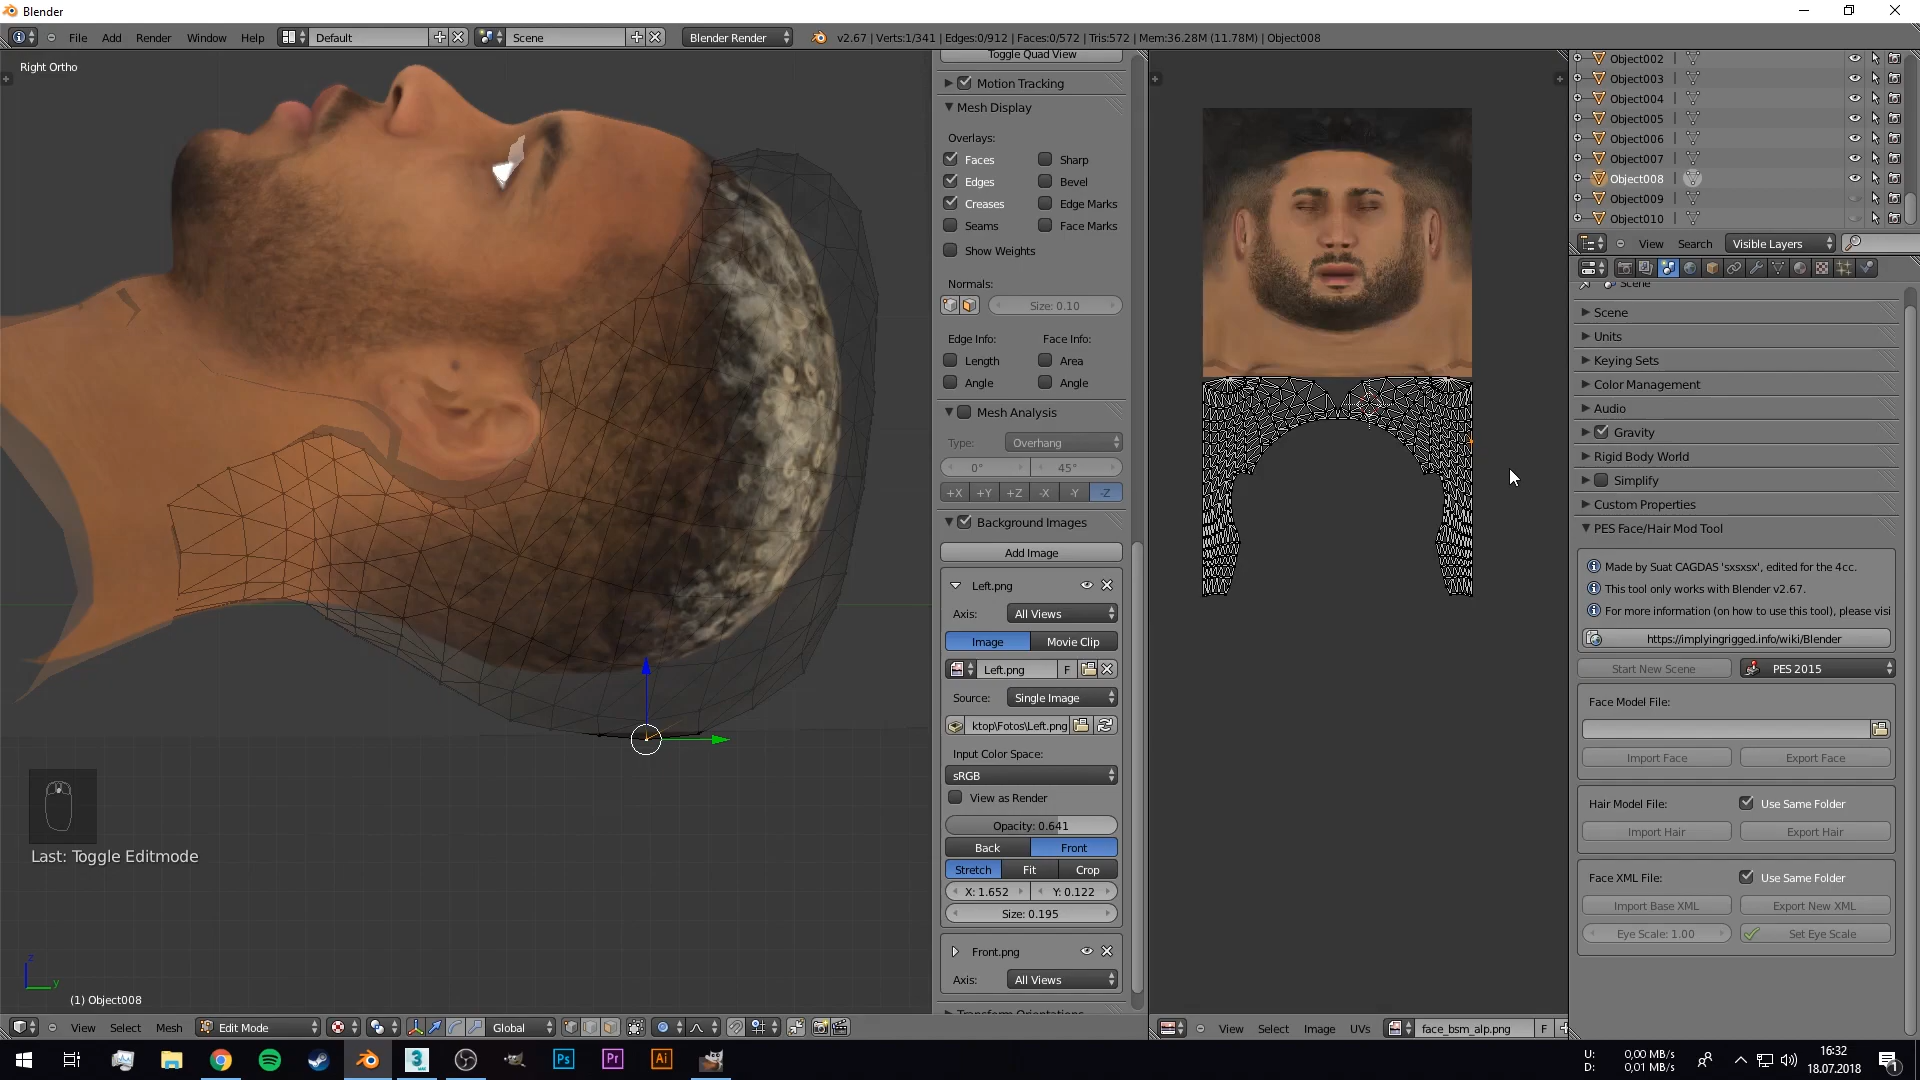 Blender
File Add Render Window Help Default Scene Blender Render v2.67 | Verts:1/341 | Edges:0/912 | Faces:0/572 | Tris:572 | Mem:36.28M (11.78M) | Object008
Right Ortho
Toggle Quad View
Motion Tracking
Mesh Display
Overlays:
Faces Sharp
Edges Bevel
Creases Edge Marks
Seams Face Marks
Show Weights
Normals:
Size: 0.10
Edge Info: Face Info:
Length Area
Angle Angle
Mesh Analysis
Type: Overhang
0° 45°
+X +Y +Z -X -Y -Z
Background Images
Add Image
Left.png
Axis: All Views
Image Movie Clip
Left.png F
Source: Single Image
ktop\Fotos\Left.png
Input Color Space:
sRGB
View as Render
Opacity: 0.641
Back Front
Stretch Fit Crop
X: 1.652 Y: 0.122
Size: 0.195
Front.png
Axis: All Views
Transform Orientations
Object002
Object003
Object004
Object005
Object006
Object007
Object008
Object009
Object010
View Search Visible Layers
Scene
Scene
Units
Keying Sets
Color Management
Audio
Gravity
Rigid Body World
Simplify
Custom Properties
PES Face/Hair Mod Tool
Made by Suat CAGDAS 'sxsxsx', edited for the 4cc.
This tool only works with Blender v2.67.
For more information (on how to use this tool), please visi
https://implyingrigged.info/wiki/Blender
Start New Scene PES 2015
Face Model File:
Import Face Export Face
Hair Model File: Use Same Folder
Import Hair Export Hair
Face XML File: Use Same Folder
Import Base XML Export New XML
Eye Scale: 1.00 Set Eye Scale
Last: Toggle Editmode
z
y
(1) Object008
View Select Mesh Edit Mode Global
View Select Image UVs face_bsm_alp.png F
Ps Pr Ai
U: 0,00 MB/s
D: 0,01 MB/s
16:32
18.07.2018
1